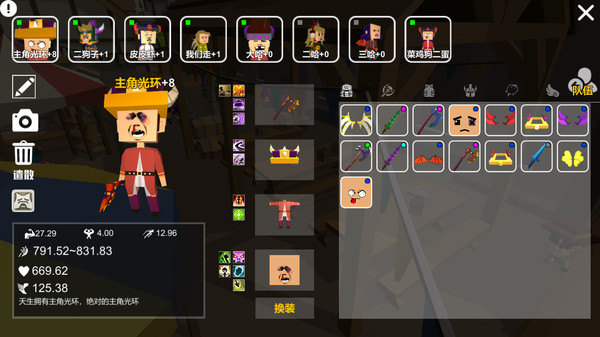 主角光环+8
二狗子+1
皮皮虾+1
我们走+1
大哈+0
二哈+0
三哈+0
菜鸡狗二蛋
主角光环+8
队伍
遣散
27.29
4.00
12.96
791.52~831.83
669.62
125.38
天生拥有主角光环，绝对的主角光环
换装